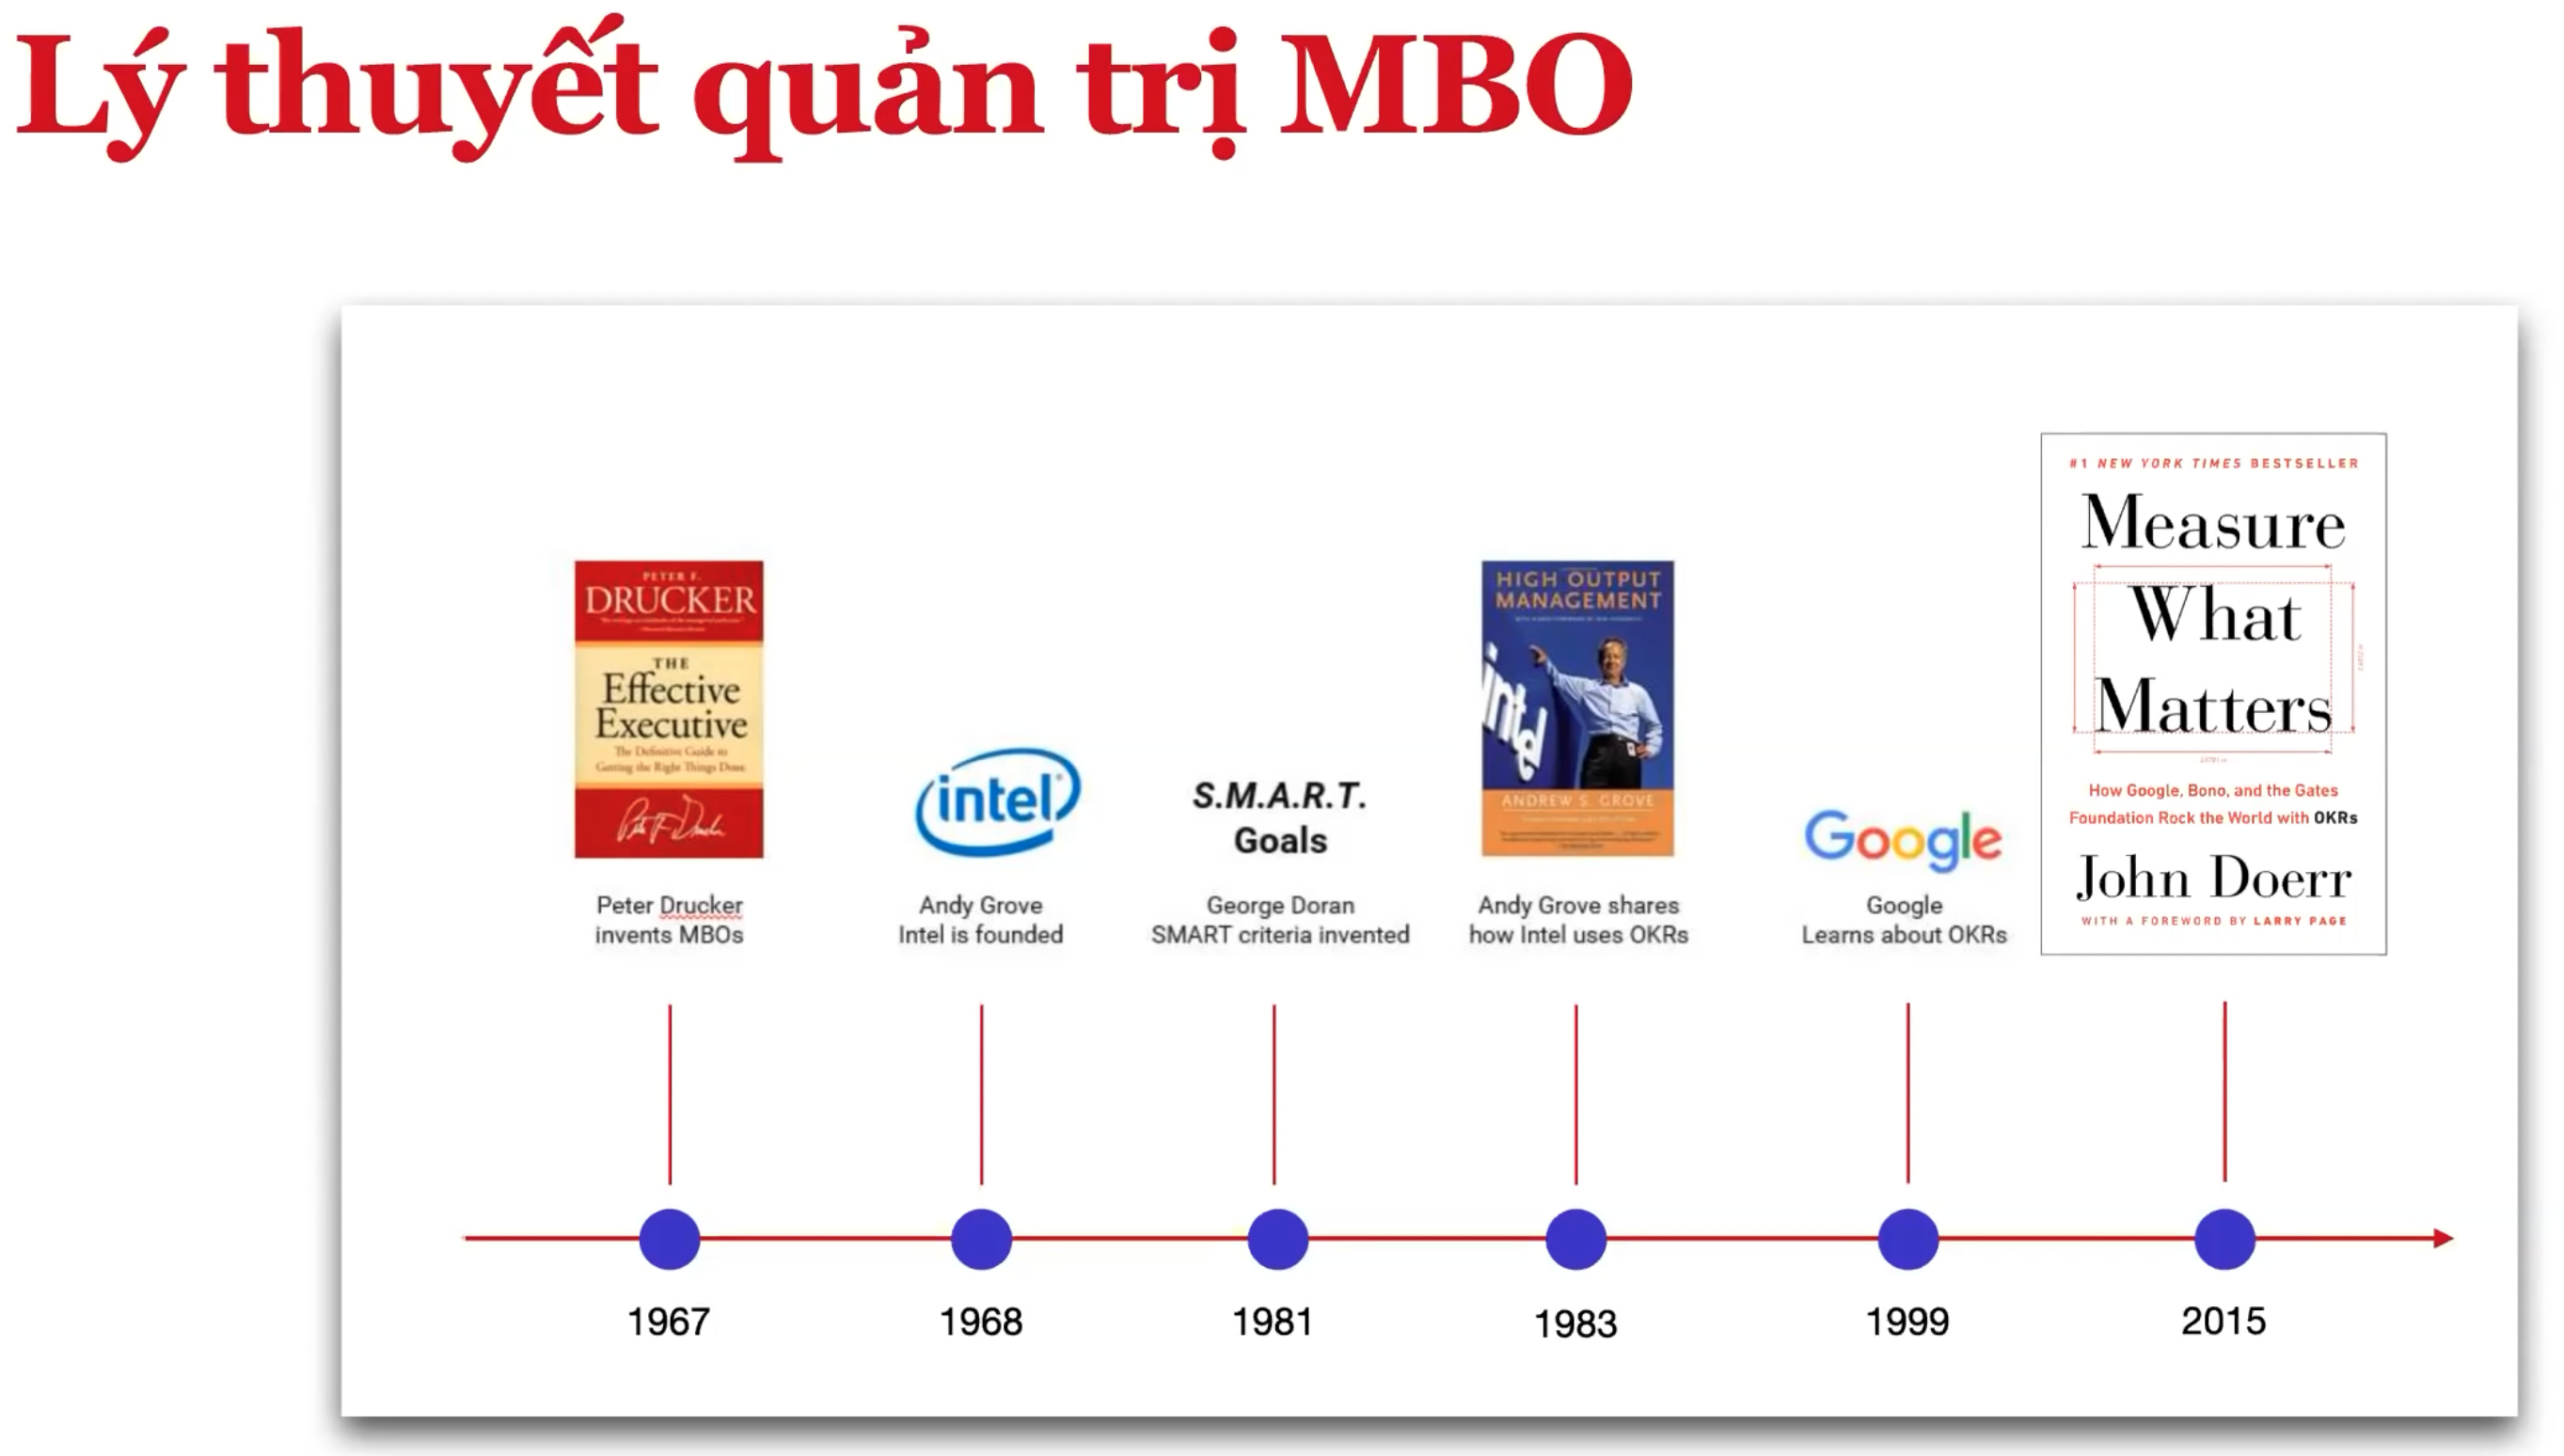 Lý thuyết quản trị MBO
PETER F.
DRUCKER
THE
Effective
Executive
The Definitive Guide to
Getting the Right Things Done
Peter Drucker
invents MBOs
intel
Andy Grove
Intel is founded
S.M.A.R.T.
Goals
George Doran
SMART criteria invented
HIGH OUTPUT
MANAGEMENT
intel
ANDREW S. GROVE
Andy Grove shares
how Intel uses OKRs
Google
Google
Learns about OKRs
#1 NEW YORK TIMES BESTSELLER
Measure
What
Matters
How Google, Bono, and the Gates
Foundation Rock the World with OKRs
John Doerr
WITH A FOREWORD BY LARRY PAGE
1967
1968
1981
1983
1999
2015